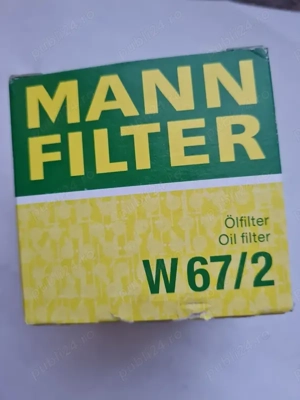 MANN
FILTER
Ölfilter
Oil filter
W 67/2